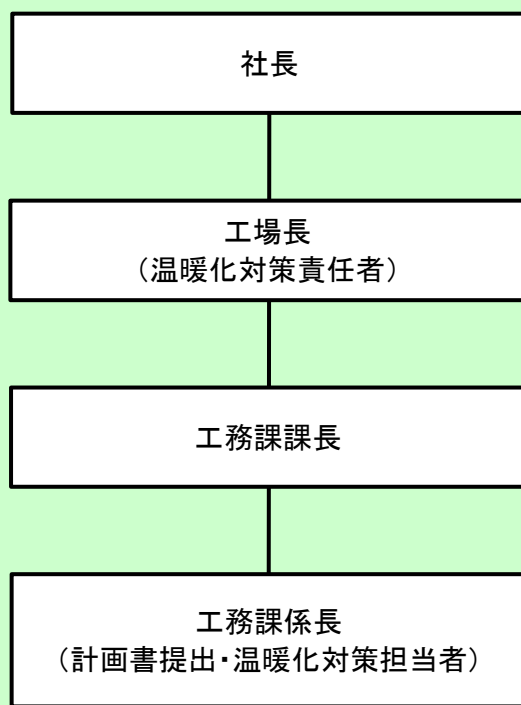 社長
工場長
（温暖化対策責任者）
工務課課長
工務課係長
（計画書提出・温暖化対策担当者）